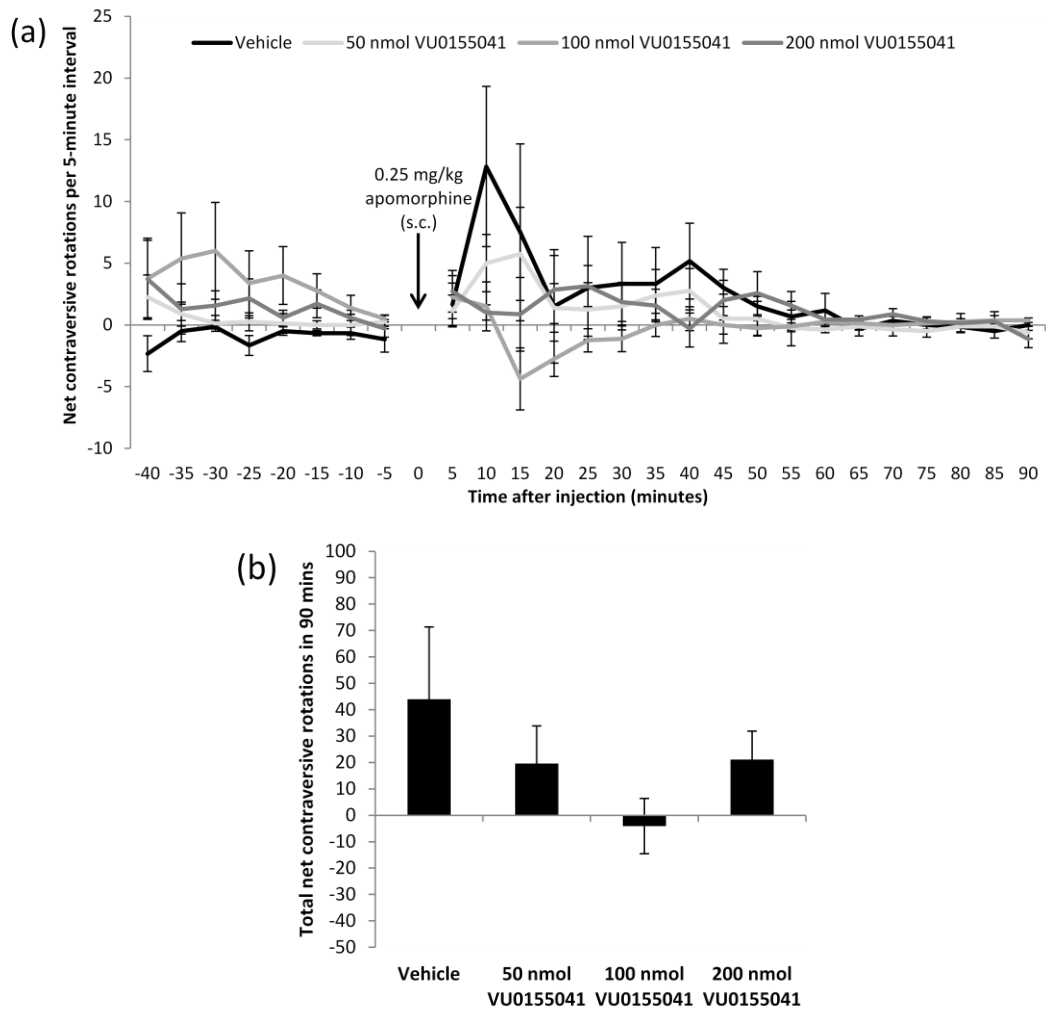 (a)
Vehicle 50 nmol VU0155041 100 nmol VU0155041 200 nmol VU0155041
Net contraversive rotations per 5-minute interval
25
20
15
10
5
0
-5
-10
0.25 mg/kg
apomorphine
(s.c.)
-40 -35 -30 -25 -20 -15 -10 -5 0 5 10 15 20 25 30 35 40 45 50 55 60 65 70 75 80 85 90
Time after injection (minutes)
(b)
Total net contraversive rotations in 90 mins
100
90
80
70
60
50
40
30
20
10
0
-10
-20
-30
-40
-50
Vehicle 50 nmol 100 nmol 200 nmol
VU0155041 VU0155041 VU0155041